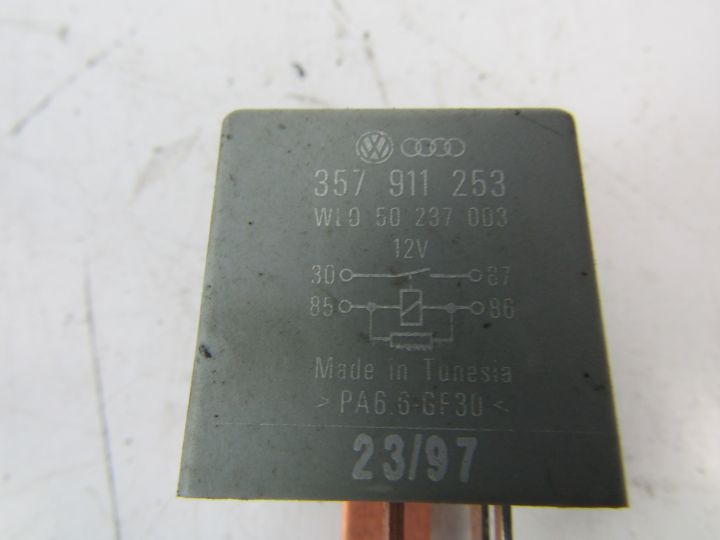 357 911 253
WL9 50 237 003
12V
30 87
85 86
Made in Tunesia
> PA6.6-GF30 <
23/97